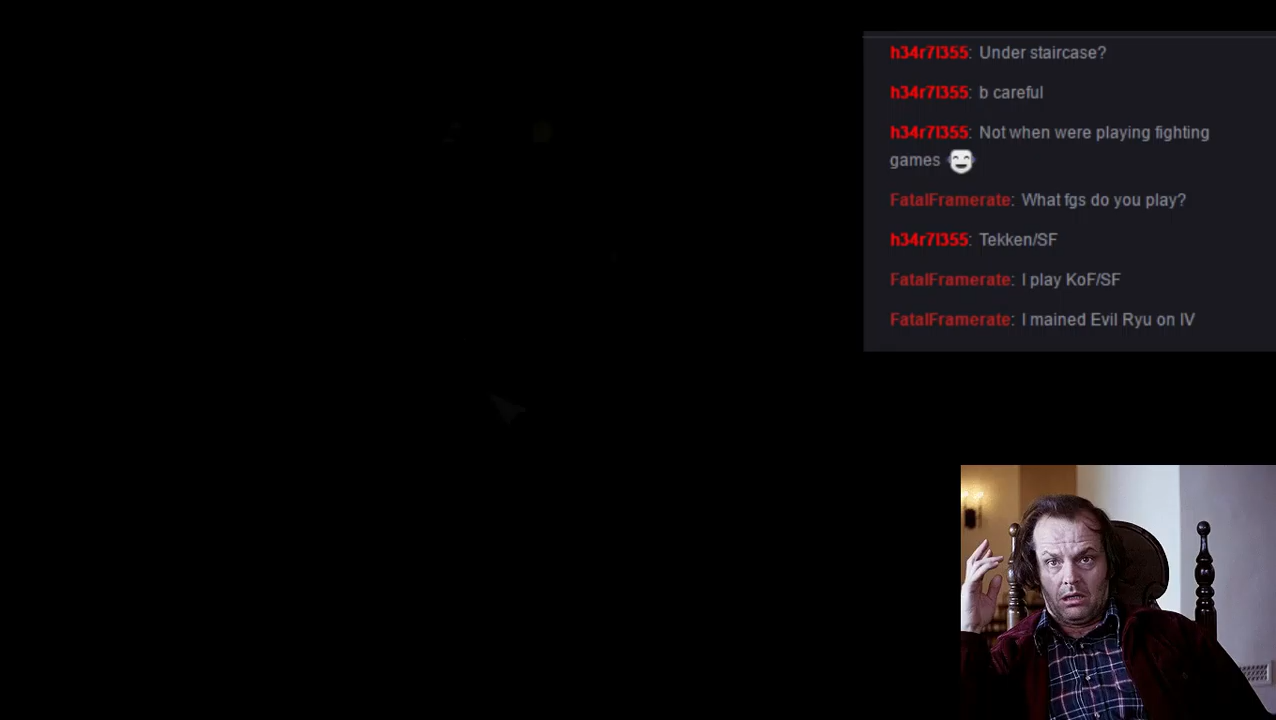 h34r7l355: Under staircase?
h34r7l355: b careful
h34r7l355: Not when were playing fighting
games
FatalFramerate: What fgs do you play?
h34r7l355: Tekken/SF
FatalFramerate: I play KoF/SF
FatalFramerate: I mained Evil Ryu on IV